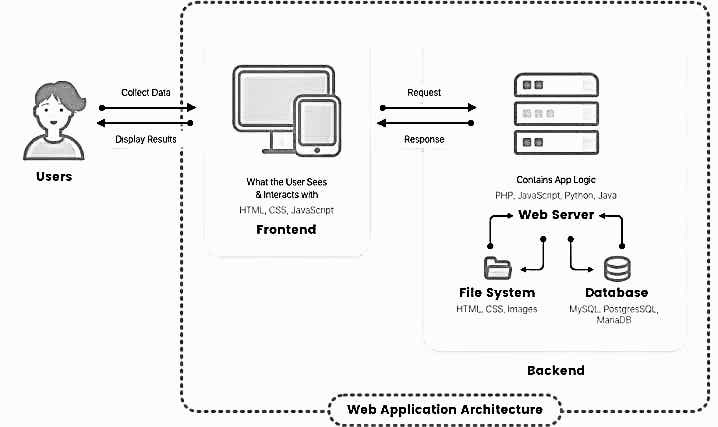 Collect Data
Display Results
Users
What the User Sees
& Interacts with
HTML, CSS, JavaScript
Frontend
Request
Response
Contains App Logic
PHP, JavaScript, Python, Java
Web Server
File System
HTML, CSS, Images
Database
MySQL, PostgresSQL,
MariaDB
Backend
Web Application Architecture